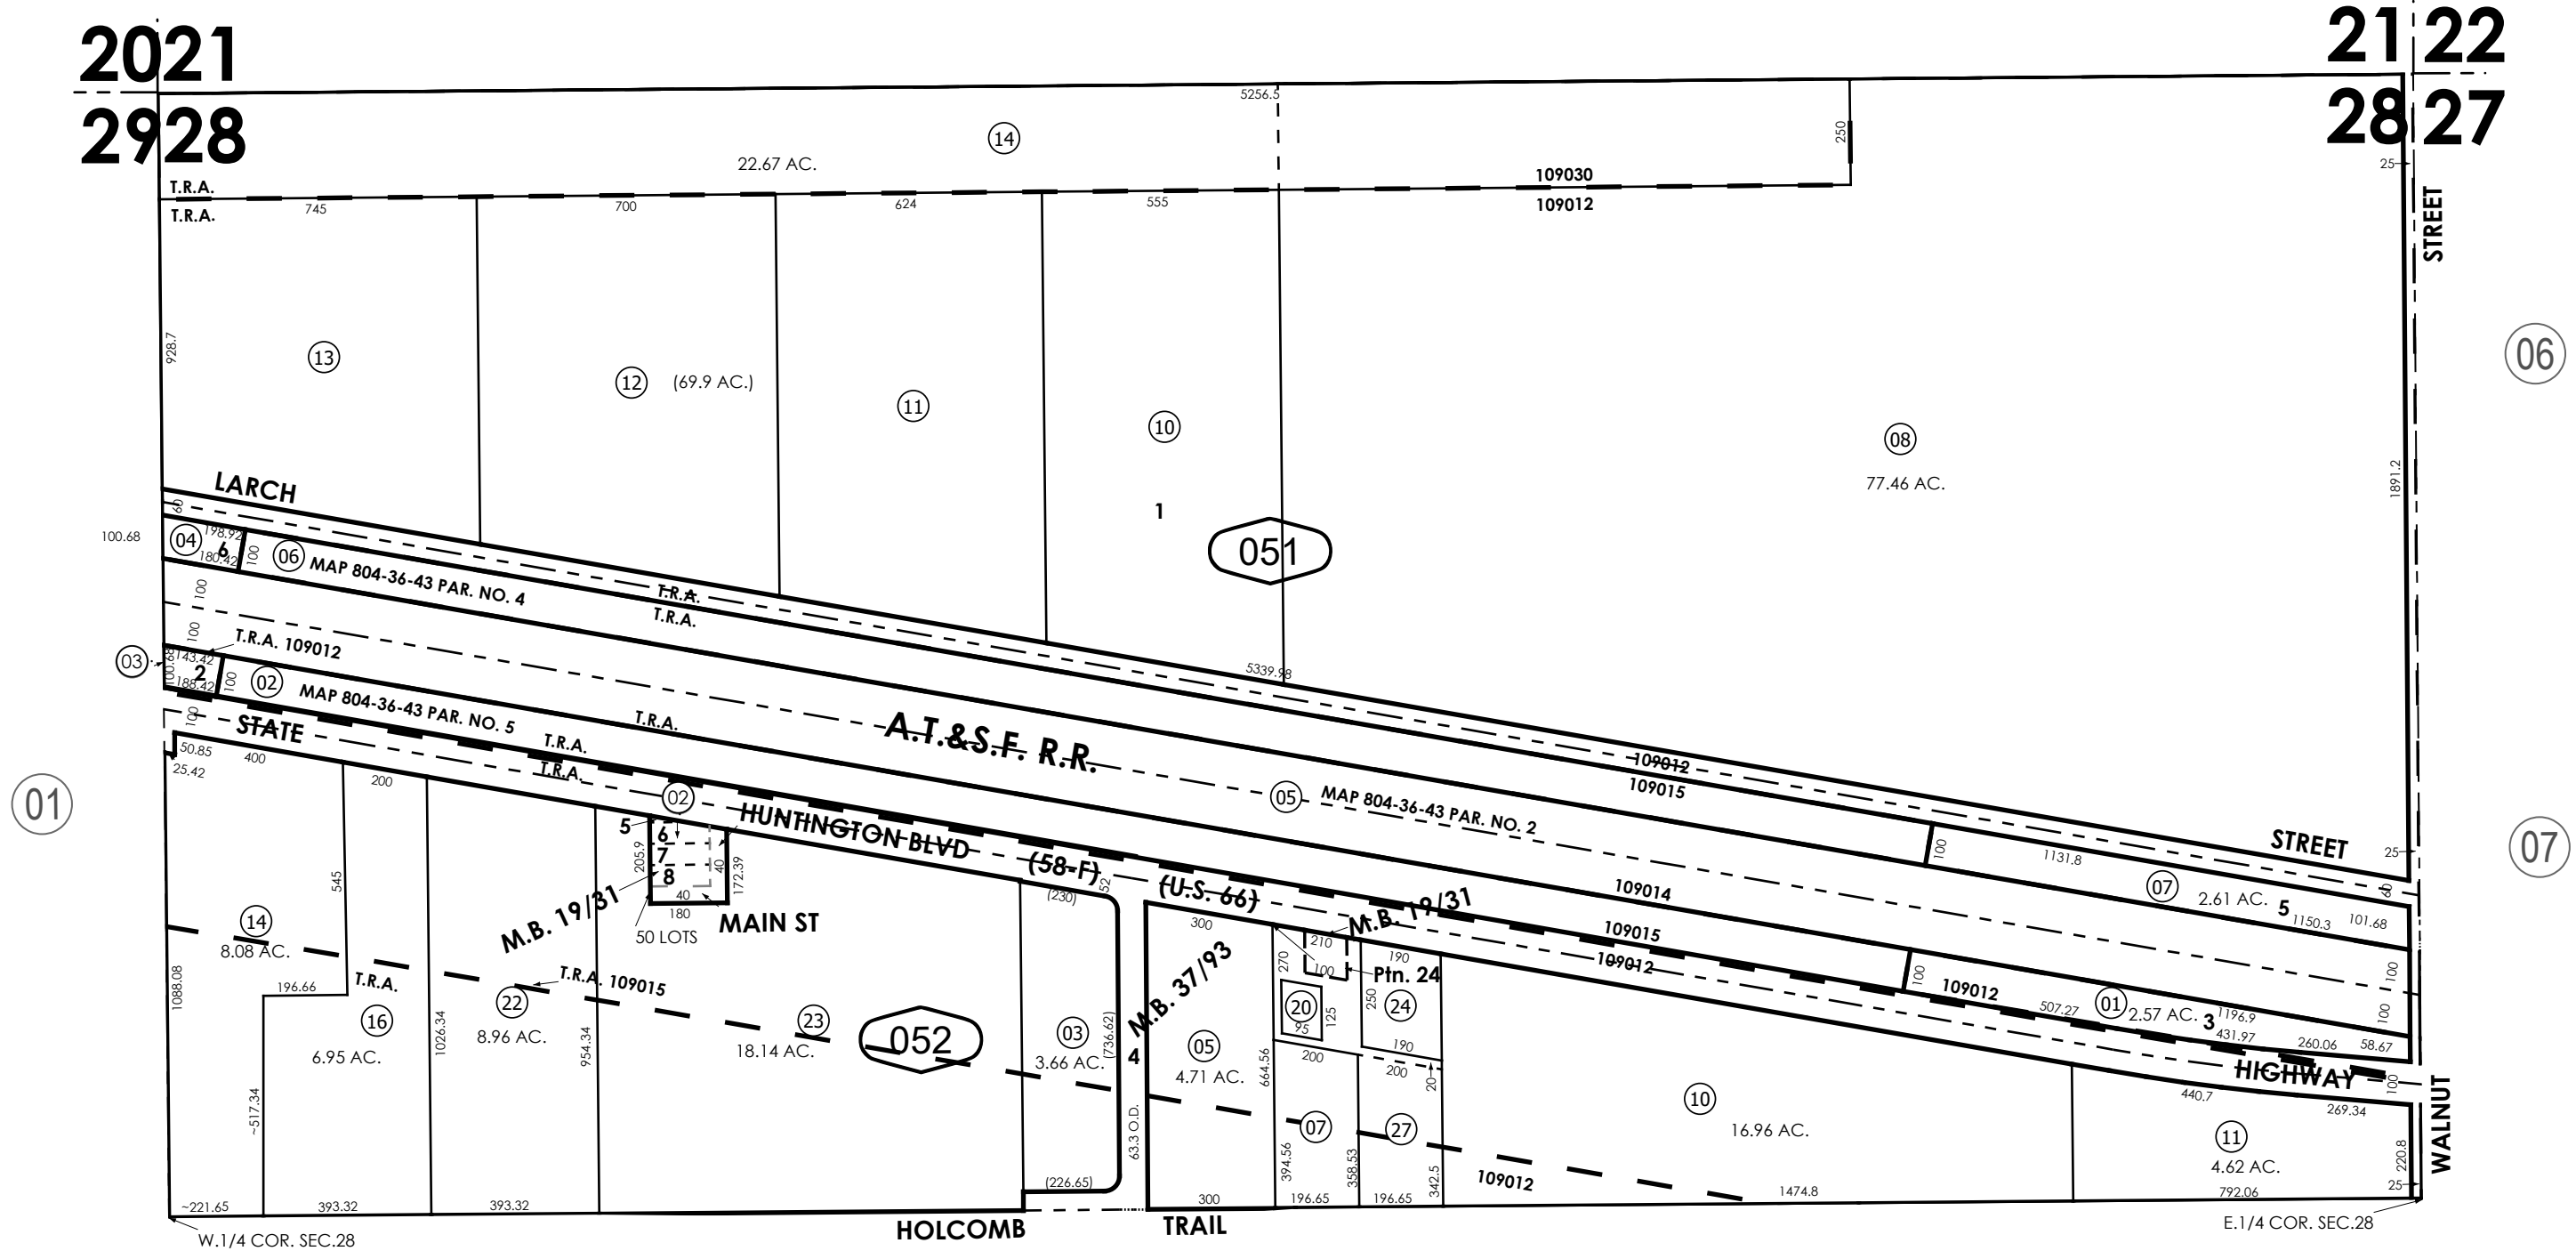 2021
2122
2928
2827
5256.5
14
22.67 AC.
250
25
T.R.A.
109030
T.R.A.
745
700
624
555
109012
STREET
928.7
13
12
(69.9 AC.)
11
10
08
77.46 AC.
06
1891.2
1
051
LARCH
60
100.68
04
198.92
6
180.42
100
06
MAP 804-36-43 PAR. NO. 4
T.R.A.
T.R.A.
100
100
T.R.A. 109012
03
100.68
143.42
2
188.42
100
02
MAP 804-36-43 PAR. NO. 5
5339.98
T.R.A.
A.T.&S.F. R.R.
100
STATE
T.R.A.
T.R.A.
50.85
25.42
400
200
01
109012
109015
05
MAP 804-36-43 PAR. NO. 2
02
HUNTINGTON BLVD
(58-F)
(U.S. 66)
STREET
25
07
100
1131.8
07
2.61 AC.
5
1150.3
101.68
60
5
6
7
8
205.9
40
172.39
40
180
50 LOTS
MAIN ST
M.B. 19/31
545
(230)
52
109014
109015
109012
300
M.B. 19/31
210
100
190
Ptn. 24
270
250
24
20
95
125
190
200
200
20
14
8.08 AC.
T.R.A.
T.R.A. 109015
196.66
1088.08
16
6.95 AC.
1026.34
22
8.96 AC.
954.34
23
18.14 AC.
052
03
3.66 AC.
(736.62)
4
M.B. 37/93
05
4.71 AC.
664.56
100
109012
507.27
01
2.57 AC.
3
1196.9
431.97
260.06
58.67
100
100
HIGHWAY
100
440.7
269.34
~517.34
63.3 O.D.
07
27
394.56
358.53
342.5
10
16.96 AC.
109012
11
4.62 AC.
220.8
WALNUT
25
~221.65
393.32
393.32
(226.65)
300
196.65
196.65
1474.8
792.06
HOLCOMB
TRAIL
W.1/4 COR. SEC.28
E.1/4 COR. SEC.28